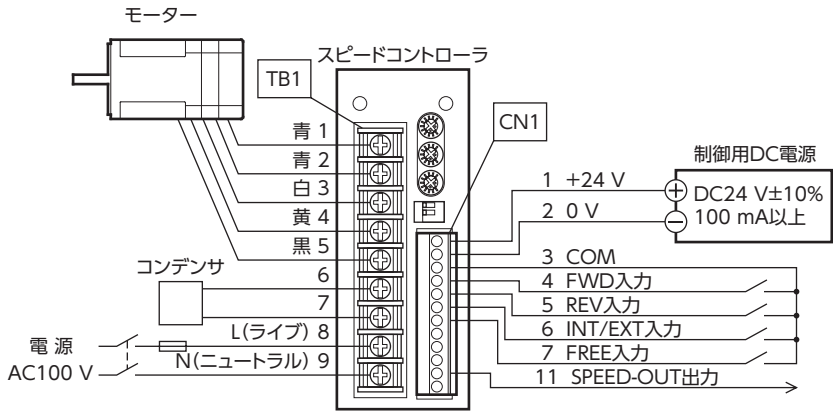 モーター
スピードコントローラ
TB1
CN1
青 1
青 2
白 3
黄 4
黒 5
コンデンサ
6
7
L(ライブ) 8
N(ニュートラル) 9
電 源
AC100 V
制御用DC電源
DC24 V±10%
100 mA以上
1 +24 V
2 0 V
3 COM
4 FWD入力
5 REV入力
6 INT/EXT入力
7 FREE入力
11 SPEED-OUT出力